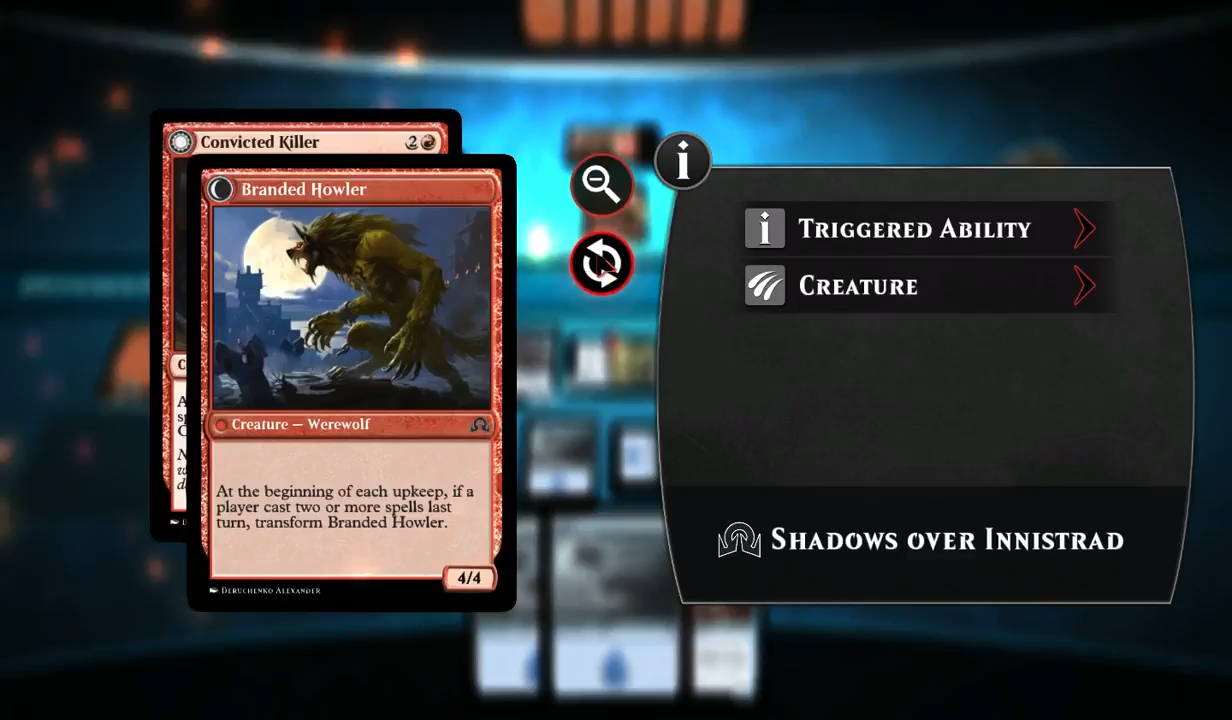 Convicted Killer 2
Branded Howler
Creature — Werewolf
At the beginning of each upkeep, if a
player cast two or more spells last
turn, transform Branded Howler.
4/4
Deruchenko Alexander
i
i Triggered Ability
Creature
Shadows over Innistrad